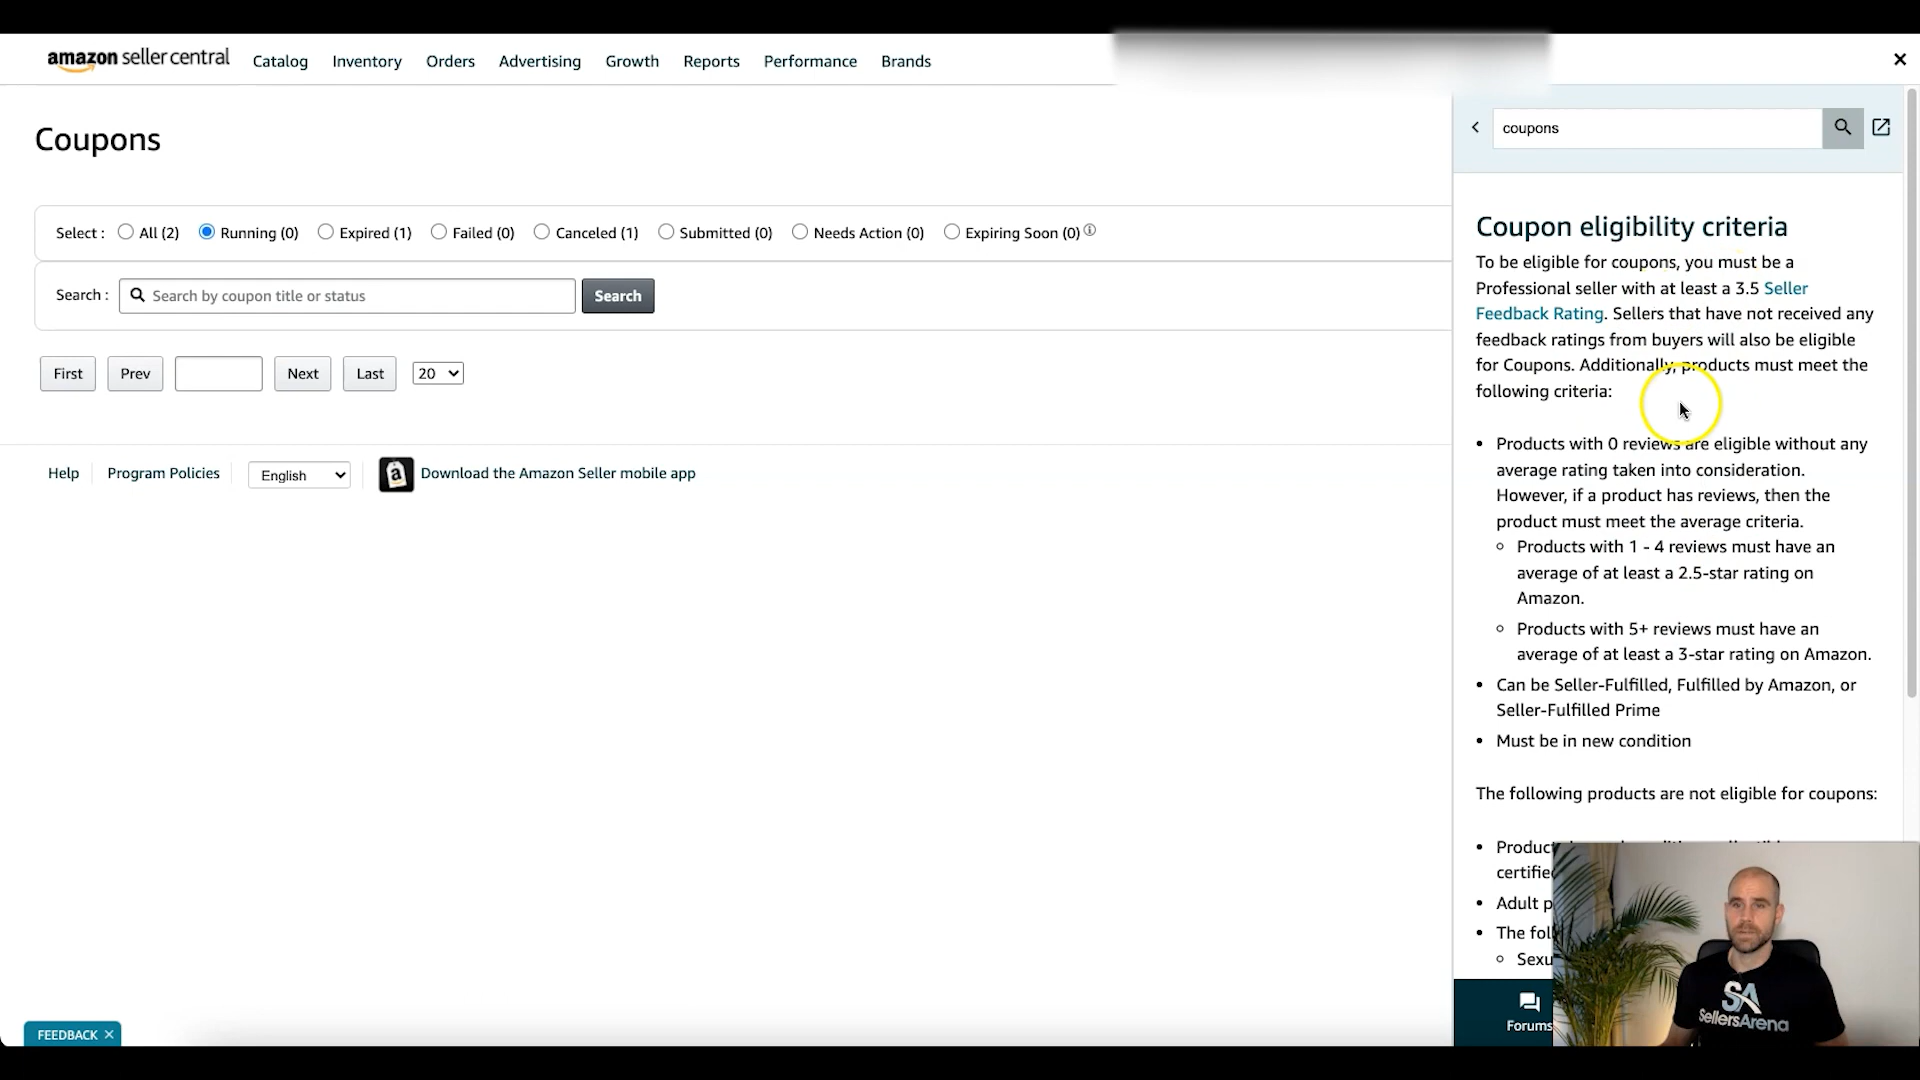 amazon seller central
Catalog
Inventory
Orders
Advertising
Growth
Reports
Performance
Brands
Coupons
Select :
All (2)
Running (0)
Expired (1)
Failed (0)
Canceled (1)
Submitted (0)
Needs Action (0)
Expiring Soon (0)
Search :
Search by coupon title or status
Search
First
Prev
Next
Last
20
Help
Program Policies
English
Download the Amazon Seller mobile app
FEEDBACK
coupons
Coupon eligibility criteria
To be eligible for coupons, you must be a
Professional seller with at least a 3.5 Seller
Feedback Rating. Sellers that have not received any
feedback ratings from buyers will also be eligible
for Coupons. Additionally, products must meet the
following criteria:
• Products with 0 reviews are eligible without any
average rating taken into consideration.
However, if a product has reviews, then the
product must meet the average criteria.
Products with 1 - 4 reviews must have an
average of at least a 2.5-star rating on
Amazon.
Products with 5+ reviews must have an
average of at least a 3-star rating on Amazon.
• Can be Seller-Fulfilled, Fulfilled by Amazon, or
Seller-Fulfilled Prime
• Must be in new condition
The following products are not eligible for coupons:
• Product
certifie
• Adult p
• The fol
Sexu
Forums
SA
SellersArena